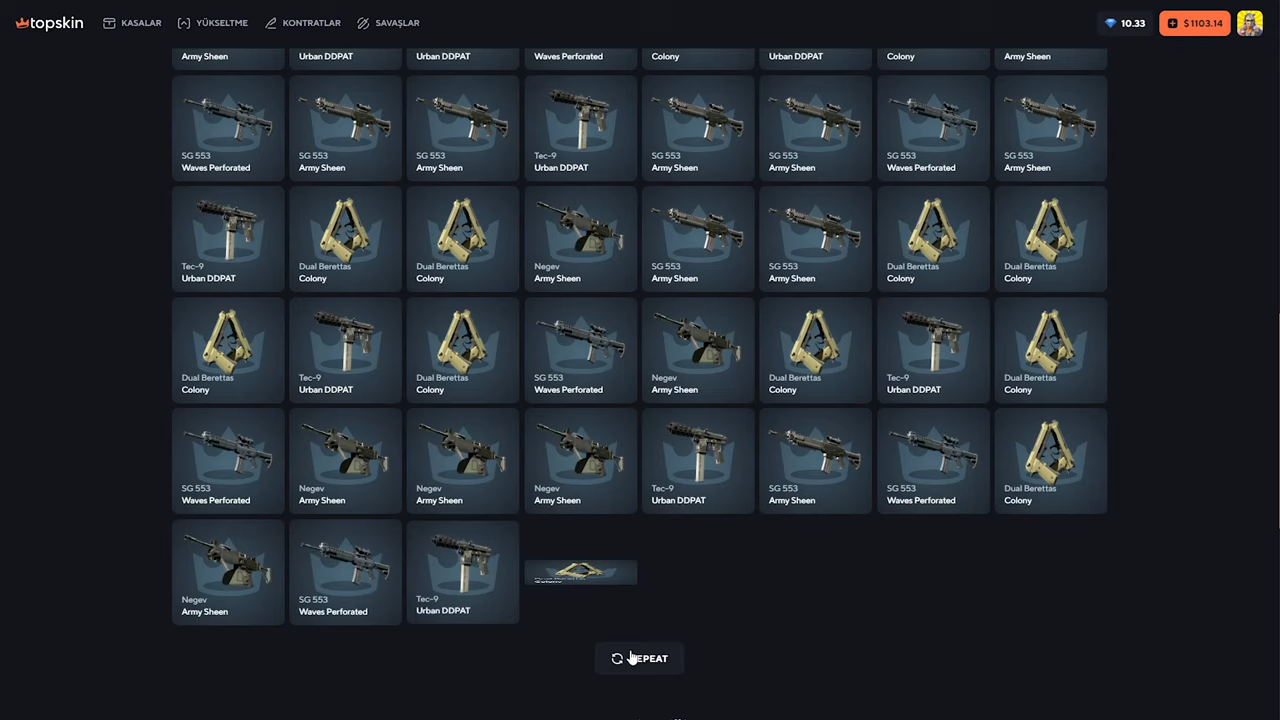 topskin KASALAR YÜKSELTME KONTRATLAR SAVAŞLAR 10.33 $1103.14
Army Sheen Urban DDPAT Urban DDPAT Waves Perforated Colony Urban DDPAT Colony Army Sheen
SG 553 SG 553 SG 553 Tec-9 SG 553 SG 553 SG 553 SG 553
Waves Perforated Army Sheen Army Sheen Urban DDPAT Army Sheen Army Sheen Waves Perforated Army Sheen
Tec-9 Dual Berettas Dual Berettas Negev SG 553 SG 553 Dual Berettas Dual Berettas
Urban DDPAT Colony Colony Army Sheen Army Sheen Army Sheen Colony Colony
Dual Berettas Tec-9 Dual Berettas SG 553 Negev Dual Berettas Tec-9 Dual Berettas
Colony Urban DDPAT Colony Waves Perforated Army Sheen Colony Urban DDPAT Colony
SG 553 Negev Negev Negev Tec-9 SG 553 SG 553 Dual Berettas
Waves Perforated Army Sheen Army Sheen Army Sheen Urban DDPAT Army Sheen Waves Perforated Colony
Negev SG 553 Tec-9
Army Sheen Waves Perforated Urban DDPAT
EPEAT